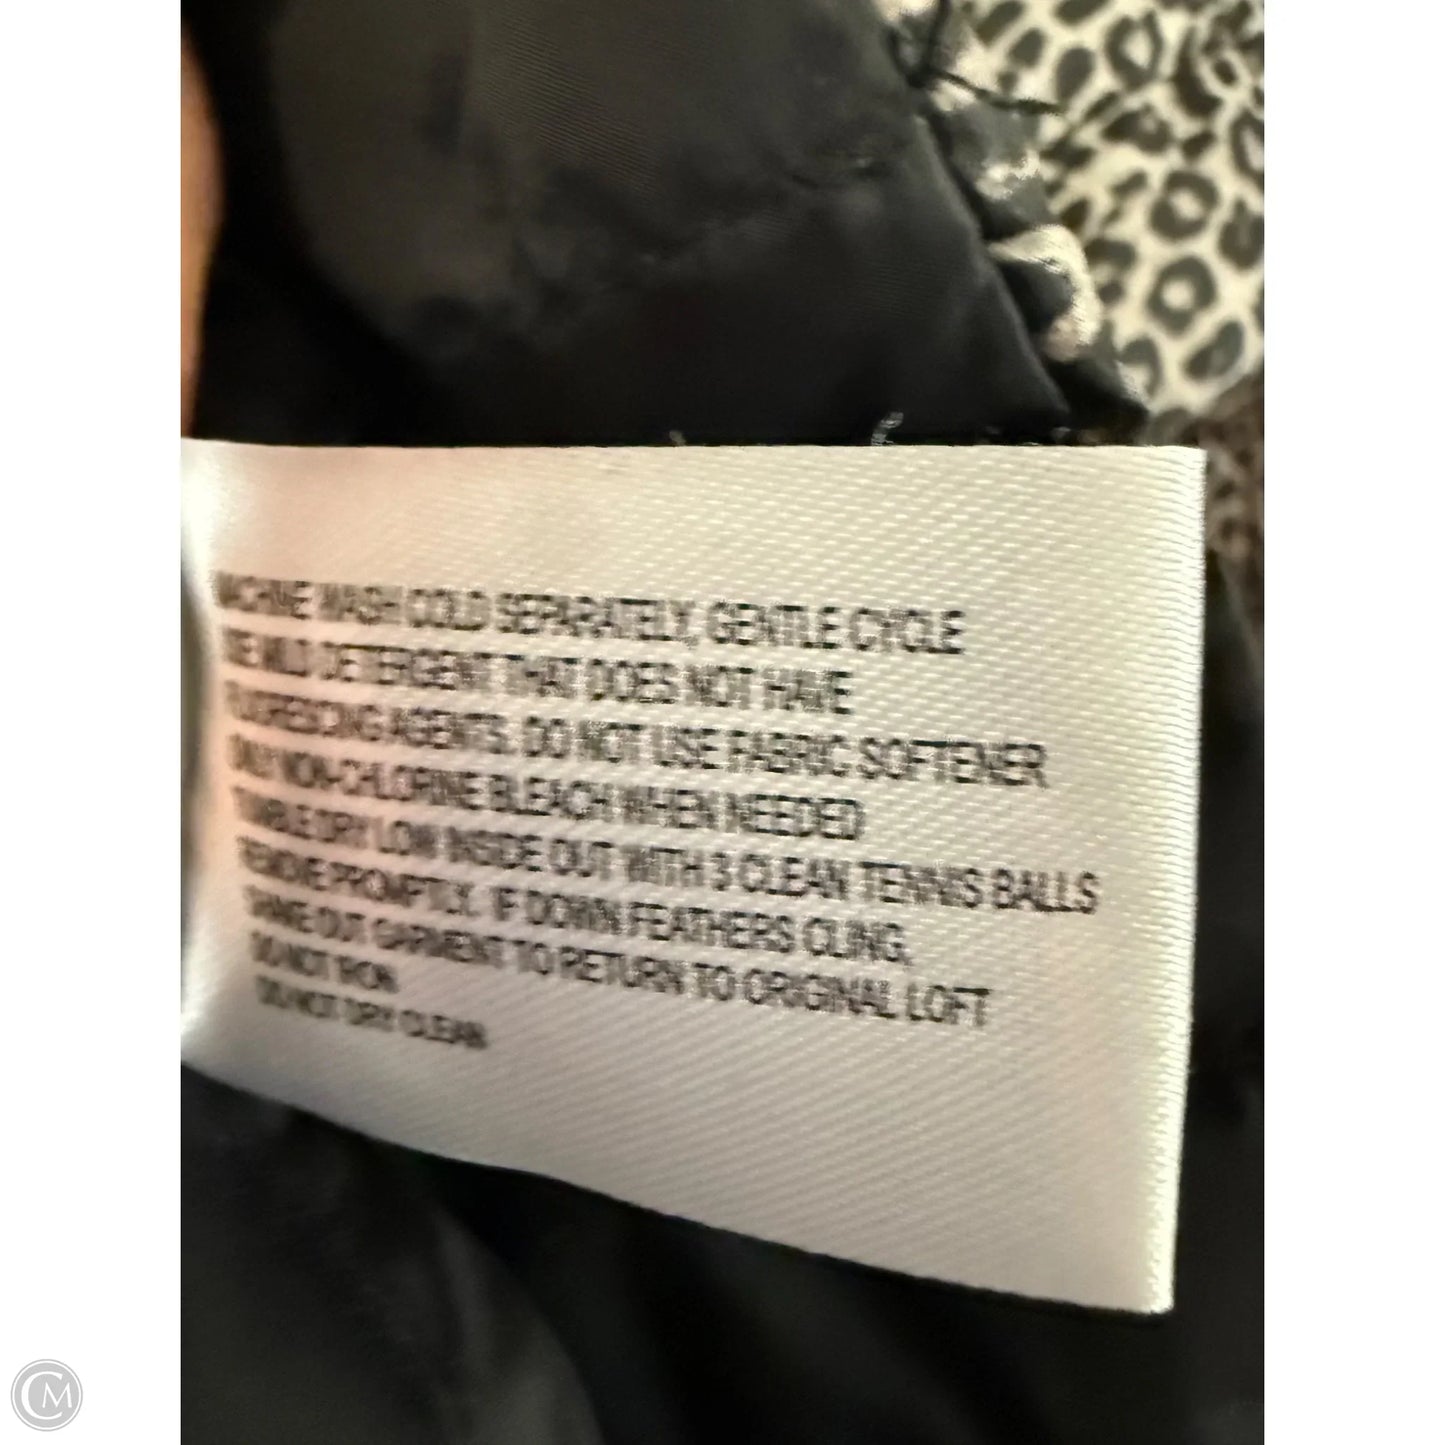 MACHINE WASH COLD SEPARATELY, GENTLE CYCLE
USE MILD DETERGENT THAT DOES NOT HAVE
FLUORESCING AGENTS. DO NOT USE FABRIC SOFTENER
ONLY NON-CHLORINE BLEACH WHEN NEEDED
TUMBLE DRY LOW INSIDE OUT WITH 3 CLEAN TENNIS BALLS
REMOVE PROMPTLY. IF DOWN FEATHERS CLING,
SHAKE OUT GARMENT TO RETURN TO ORIGINAL LOFT
DO NOT IRON
DO NOT DRY CLEAN
CM